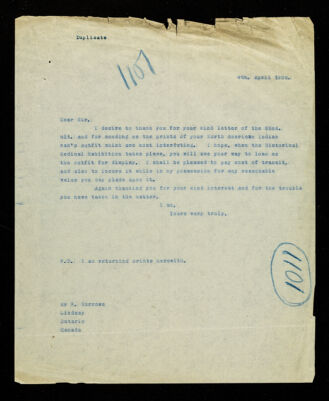 Duplicate
1107
4th. April
Dear Sir,
I desire to thank you for your kind letter of the 22nd.
ult. and for sending me the prints of your North American Indian
outfit which are most interesting. I hope, when the Historical
Medical Exhibition takes place, you will see your way to loan me
the outfit for display. I shall be pleased to pay cost of transit,
and also to insure it while in my possession for any reasonable
value you may place upon it.
Again thanking you for your kind interest and for the trouble
you have taken in the matter,
I am,
Yours very truly,
P.S. I am returning prints herewith.
1101
Lindsay
Ontario
Canada